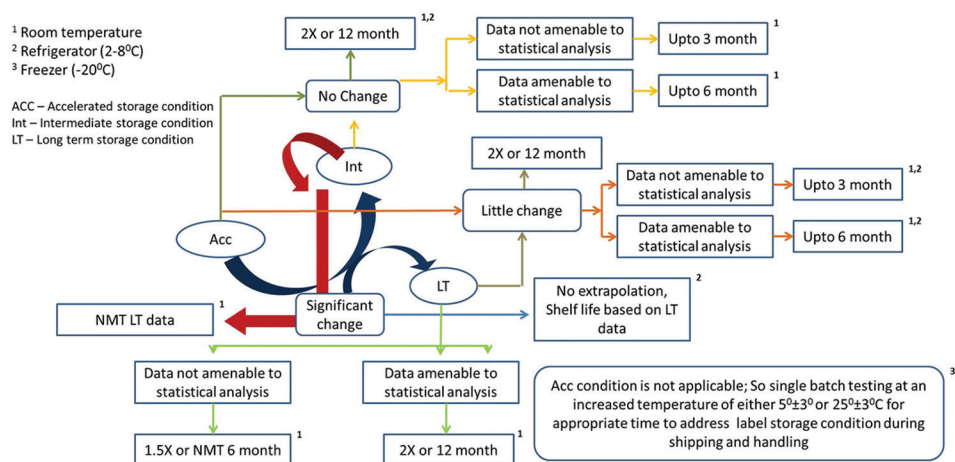 ¹ Room temperature
² Refrigerator (2-8⁰C)
³ Freezer (-20⁰C)
ACC – Accelerated storage condition
Int – Intermediate storage condition
LT – Long term storage condition
2X or 12 month
1,2
No Change
Data not amenable to
statistical analysis
Upto 3 month
1
Data amenable to
statistical analysis
Upto 6 month
1
Int
2X or 12 month
Little change
Data not amenable to
statistical analysis
Upto 3 month
1,2
Data amenable to
statistical analysis
Upto 6 month
1,2
Acc
LT
Significant
change
NMT LT data
1
No extrapolation,
Shelf life based on LT
data
2
Data not amenable to
statistical analysis
Data amenable to
statistical analysis
1.5X or NMT 6 month
1
2X or 12 month
1
Acc condition is not applicable; So single batch testing at an
increased temperature of either 5⁰±3⁰ or 25⁰±3⁰C for
appropriate time to address label storage condition during
shipping and handling
3